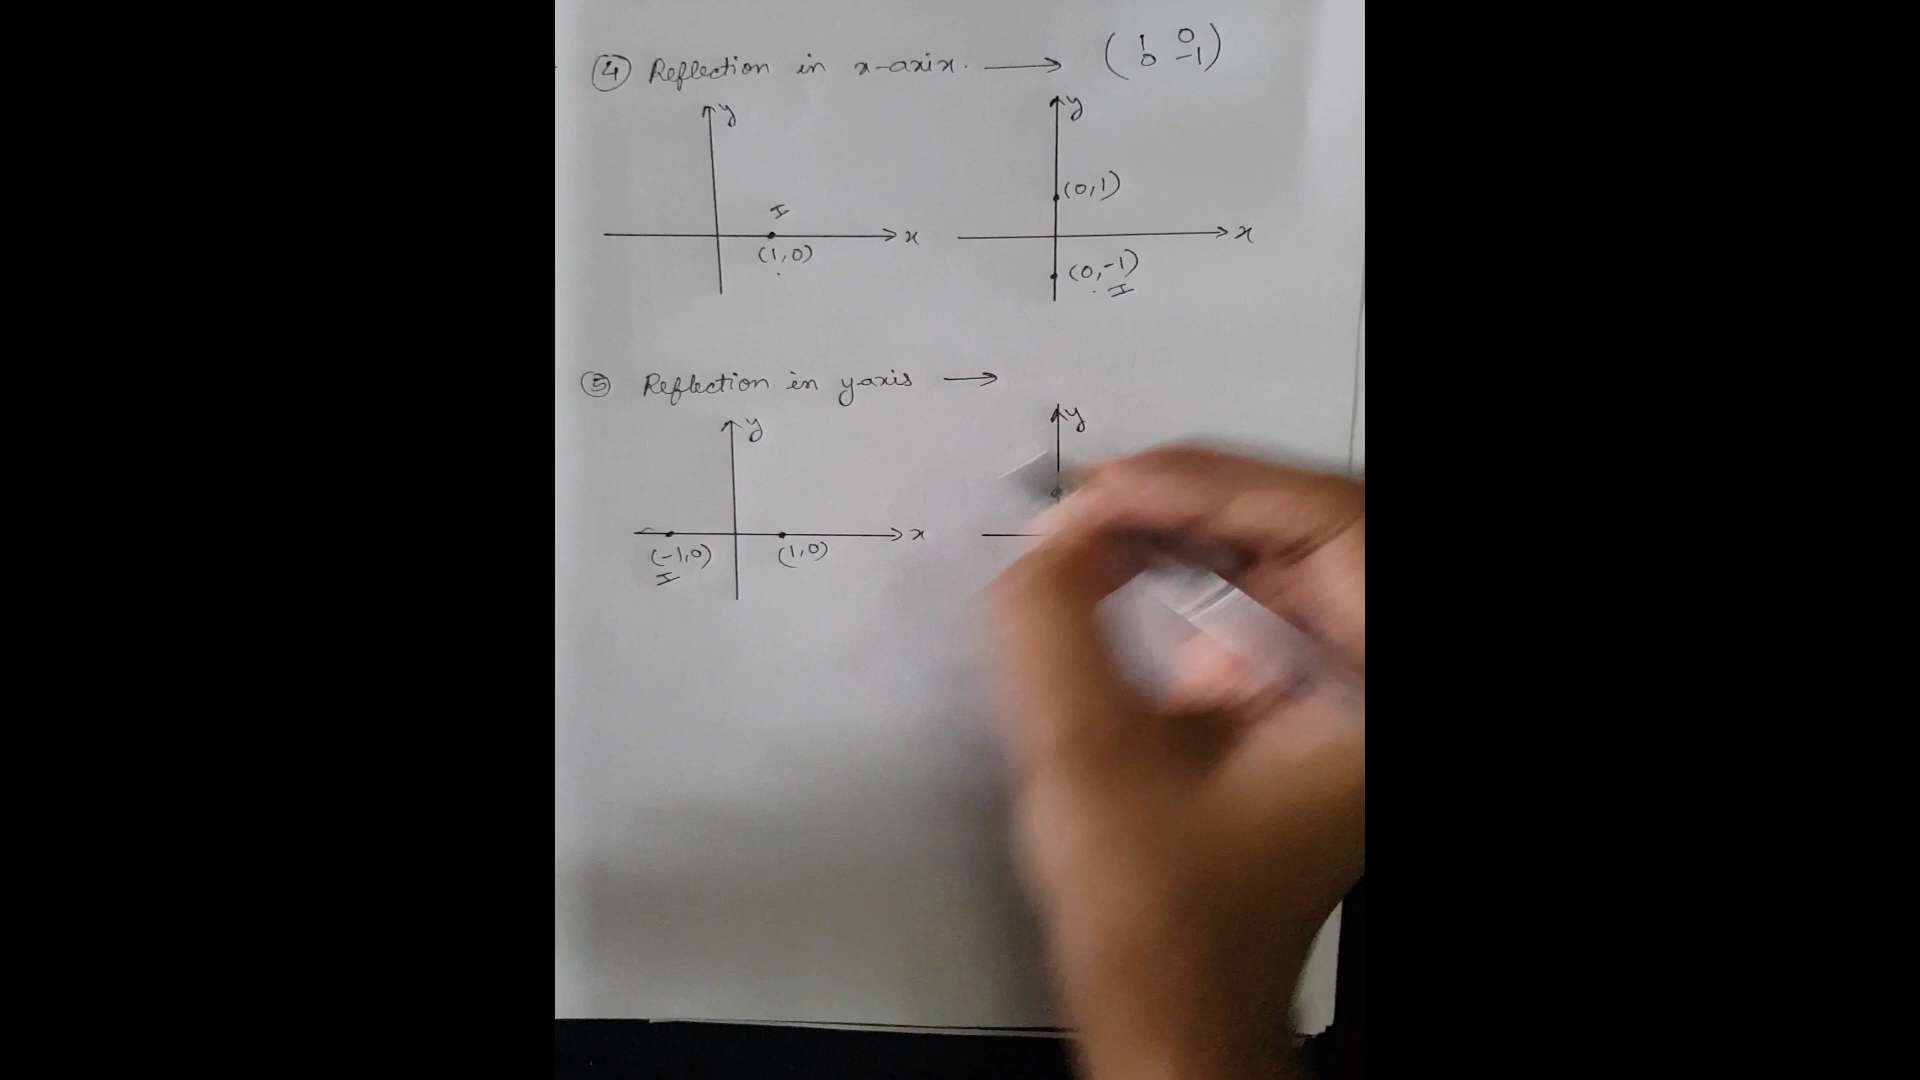 ④ Reflection in x-axix. ⟶ ( 1 0
0 -1 )
y y
(0,1)
I
x x
(1,0) (0,-1)
I
⑤ Reflection in y-axis ⟶
y y
x
(-1,0) (1,0)
I